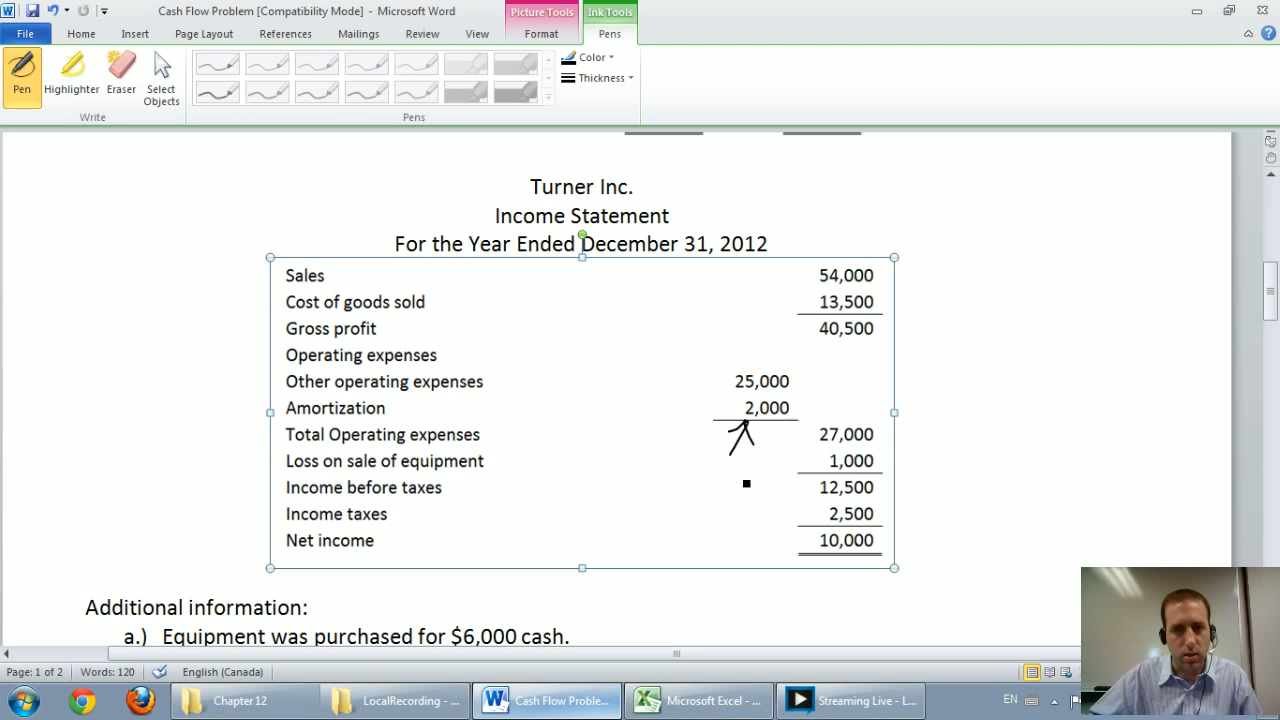 Cash Flow Problem [Compatibility Mode] - Microsoft Word
Picture Tools
Ink Tools
File Home Insert Page Layout References Mailings Review View Format Pens
Pen
Highlighter
Eraser
Select Objects
Color
Thickness
Write
Pens
Turner Inc.
Income Statement
For the Year Ended December 31, 2012
Sales 54,000
Cost of goods sold 13,500
Gross profit 40,500
Operating expenses
Other operating expenses 25,000
Amortization 2,000
Total Operating expenses 27,000
Loss on sale of equipment 1,000
Income before taxes 12,500
Income taxes 2,500
Net income 10,000
Additional information:
a.) Equipment was purchased for $6,000 cash.
Page: 1 of 2 Words: 120 English (Canada)
Chapter 12 LocalRecording - ... Cash Flow Proble... Microsoft Excel - ... Streaming Live - L... EN